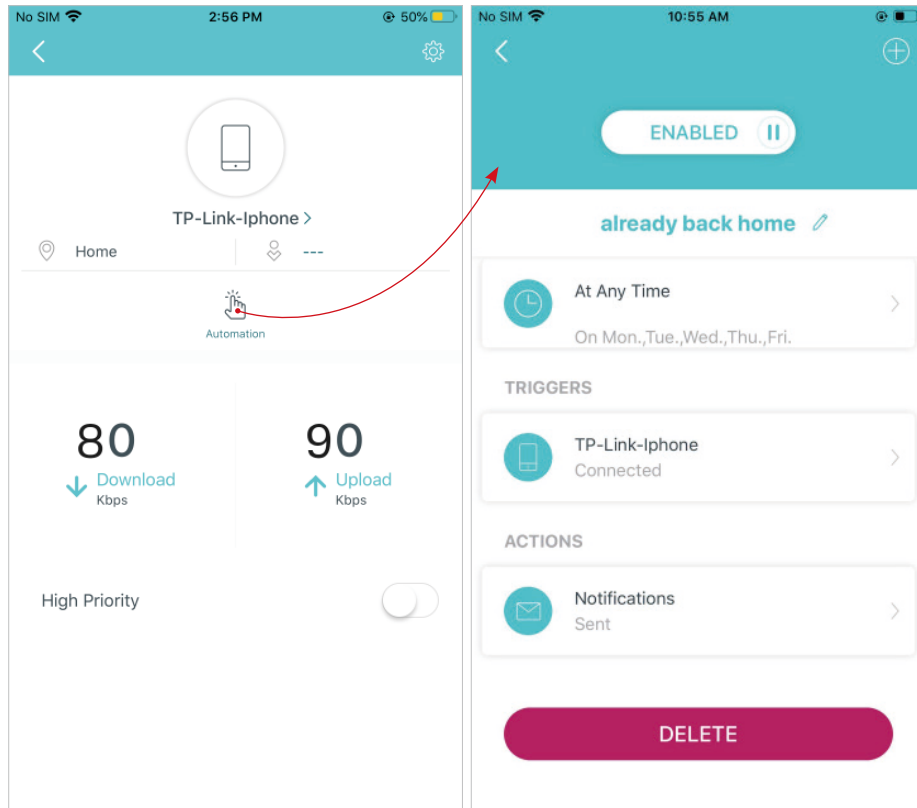 No SIM
2:56 PM
50%
TP-Link-Iphone >
Home
---
Automation
80
Download
Kbps
90
Upload
Kbps
High Priority
No SIM
10:55 AM
ENABLED
already back home
At Any Time
On Mon.,Tue.,Wed.,Thu.,Fri.
TRIGGERS
TP-Link-Iphone
Connected
ACTIONS
Notifications
Sent
DELETE